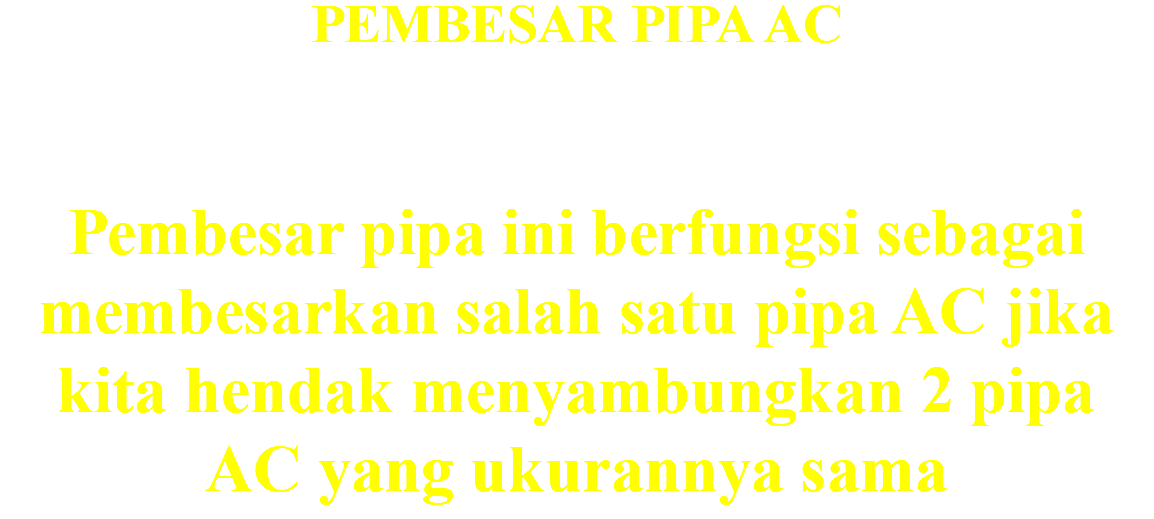 PEMBESAR PIPA AC
Pembesar pipa ini berfungsi sebagai
membesarkan salah satu pipa AC jika
kita hendak menyambungkan 2 pipa
AC yang ukurannya sama